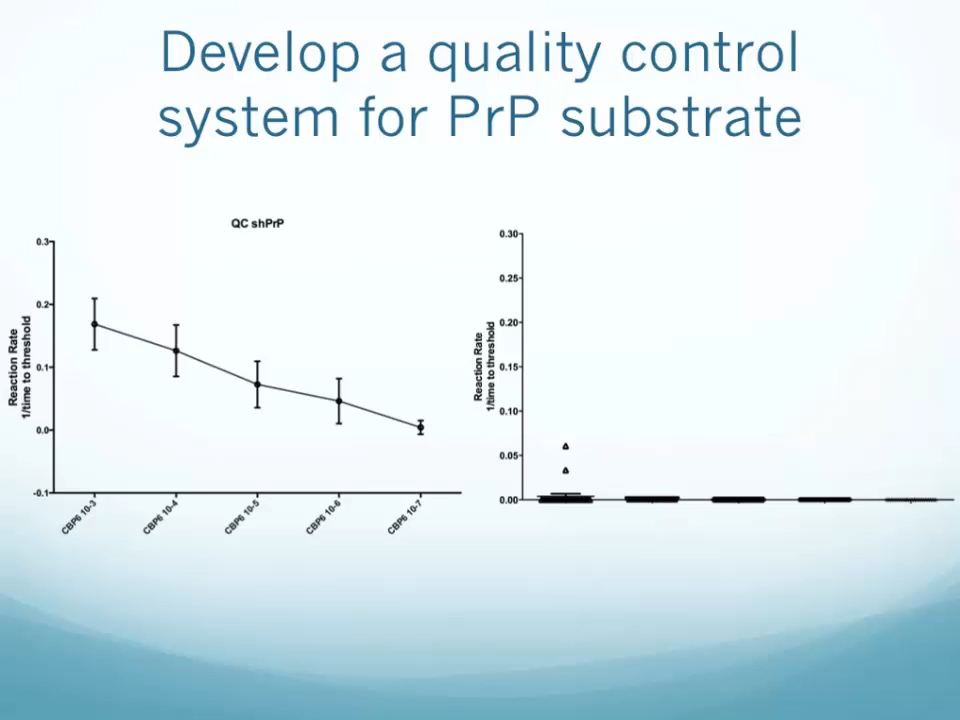 Develop a quality control
system for PrP substrate
QC shPrP
0.3
0.2
0.1
0.0
-0.1
Reaction Rate
1/time to threshold
CBP6 10-3
CBP6 10-4
CBP6 10-5
CBP6 10-6
CBP6 10-7
0.30
0.25
0.20
0.15
0.10
0.05
0.00
Reaction Rate
1/time to threshold